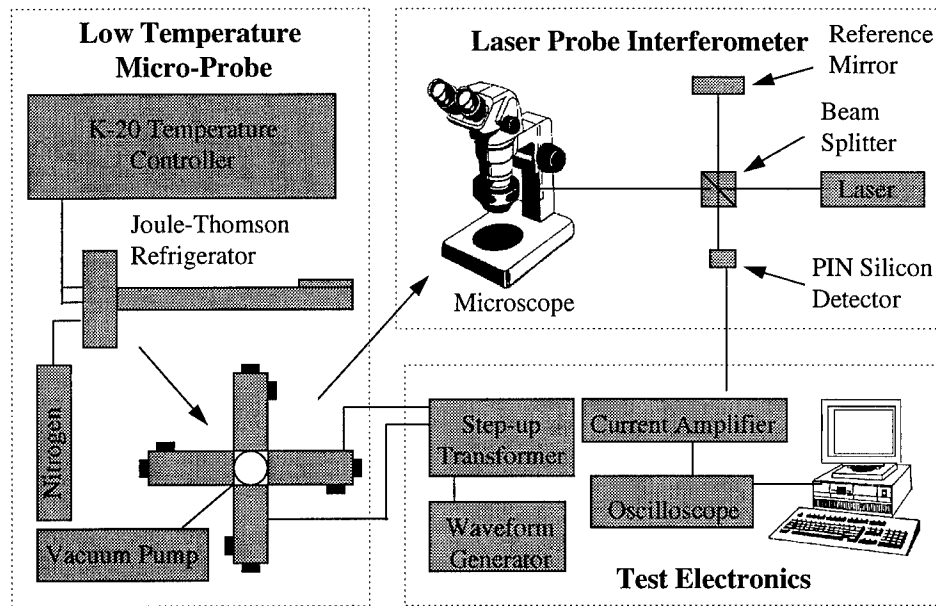 Low Temperature
Micro-Probe
K-20 Temperature
Controller
Joule-Thomson
Refrigerator
Nitrogen
Vacuum Pump
Laser Probe Interferometer
Reference
Mirror
Beam
Splitter
Laser
PIN Silicon
Detector
Microscope
Step-up
Transformer
Waveform
Generator
Current Amplifier
Oscilloscope
Test Electronics